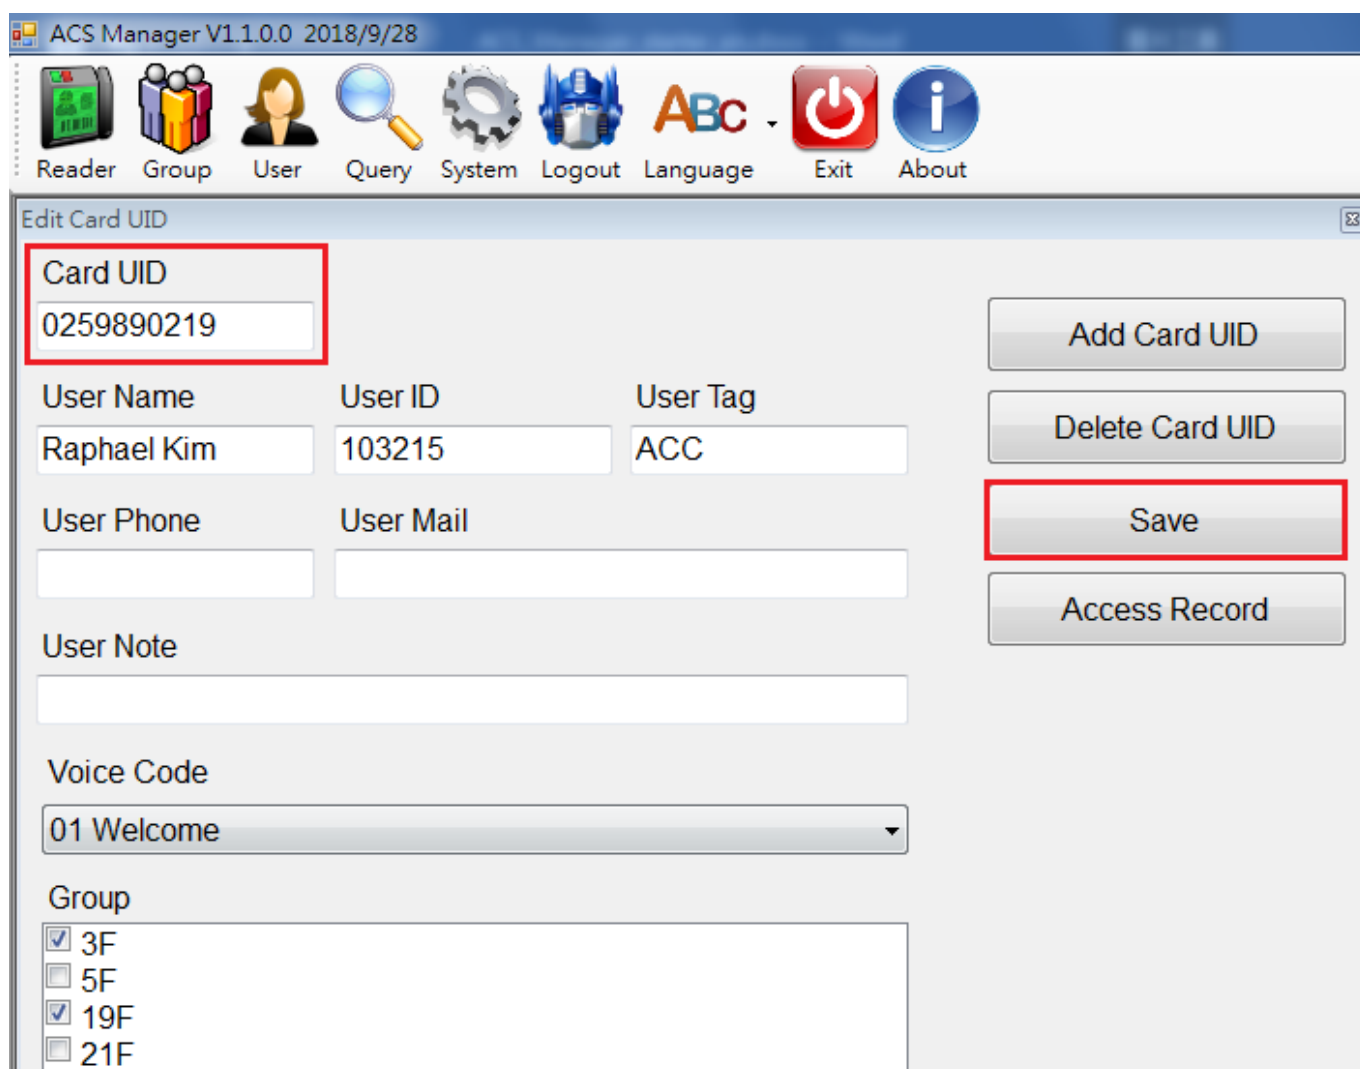 ACS Manager V1.1.0.0 2018/9/28
ABC
Reader Group User Query System Logout Language Exit About
Edit Card UID
Card UID
0259890219
Add Card UID
User Name User ID User Tag
Raphael Kim 103215 ACC
Delete Card UID
User Phone User Mail
Save
Access Record
User Note
Voice Code
01 Welcome
Group
3F
5F
19F
21F